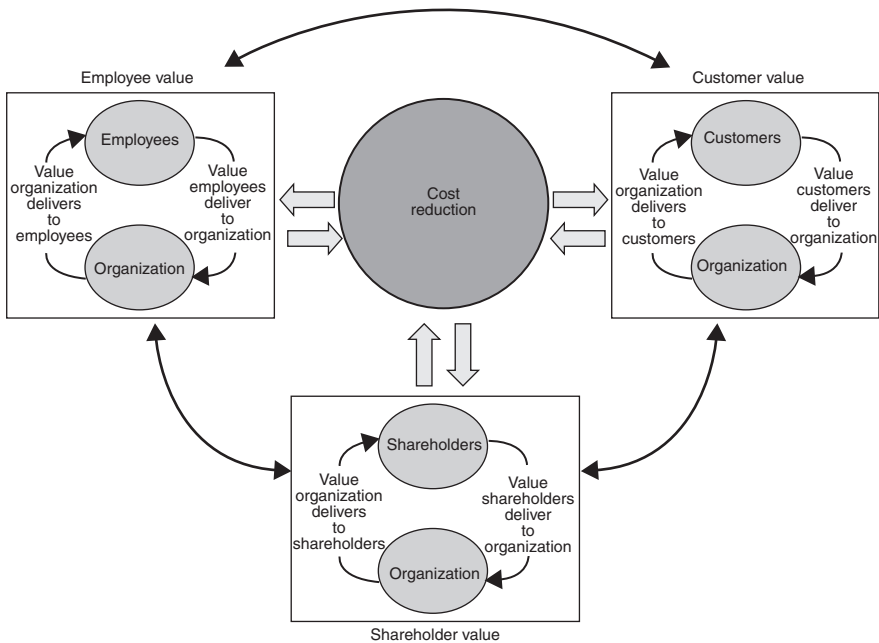 Employee value
Employees
Value
organization
delivers
to
employees
Value
employees
deliver
to
organization
Organization
Cost
reduction
Customer value
Customers
Value
organization
delivers
to
customers
Value
customers
deliver
to
organization
Organization
Shareholders
Value
organization
delivers
to
shareholders
Value
shareholders
deliver
to
organization
Organization
Shareholder value